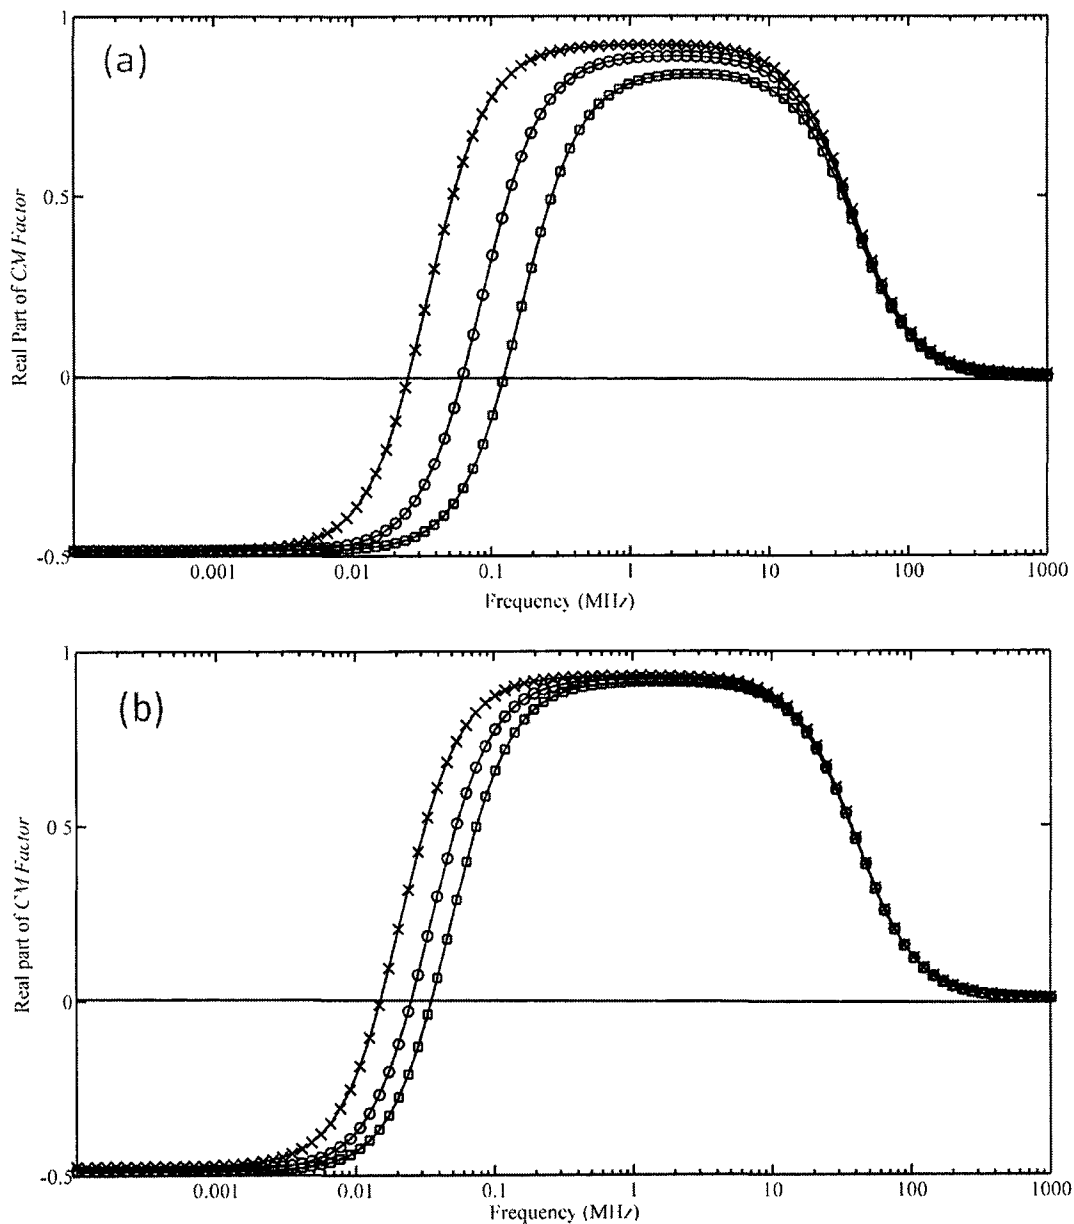 1
(a)
0.5
0
-0.5
Real Part of CM Factor
0.001 0.01 0.1 1 10 100 1000
Frequency (MHz)
1
(b)
0 5
0
-0.5
Real part of CM Factor
0.001 0.01 0.1 1 10 100 1000
Frequency (MHz)